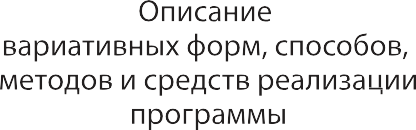 Описание
вариативных форм, способов,
методов и средств реализации
программы